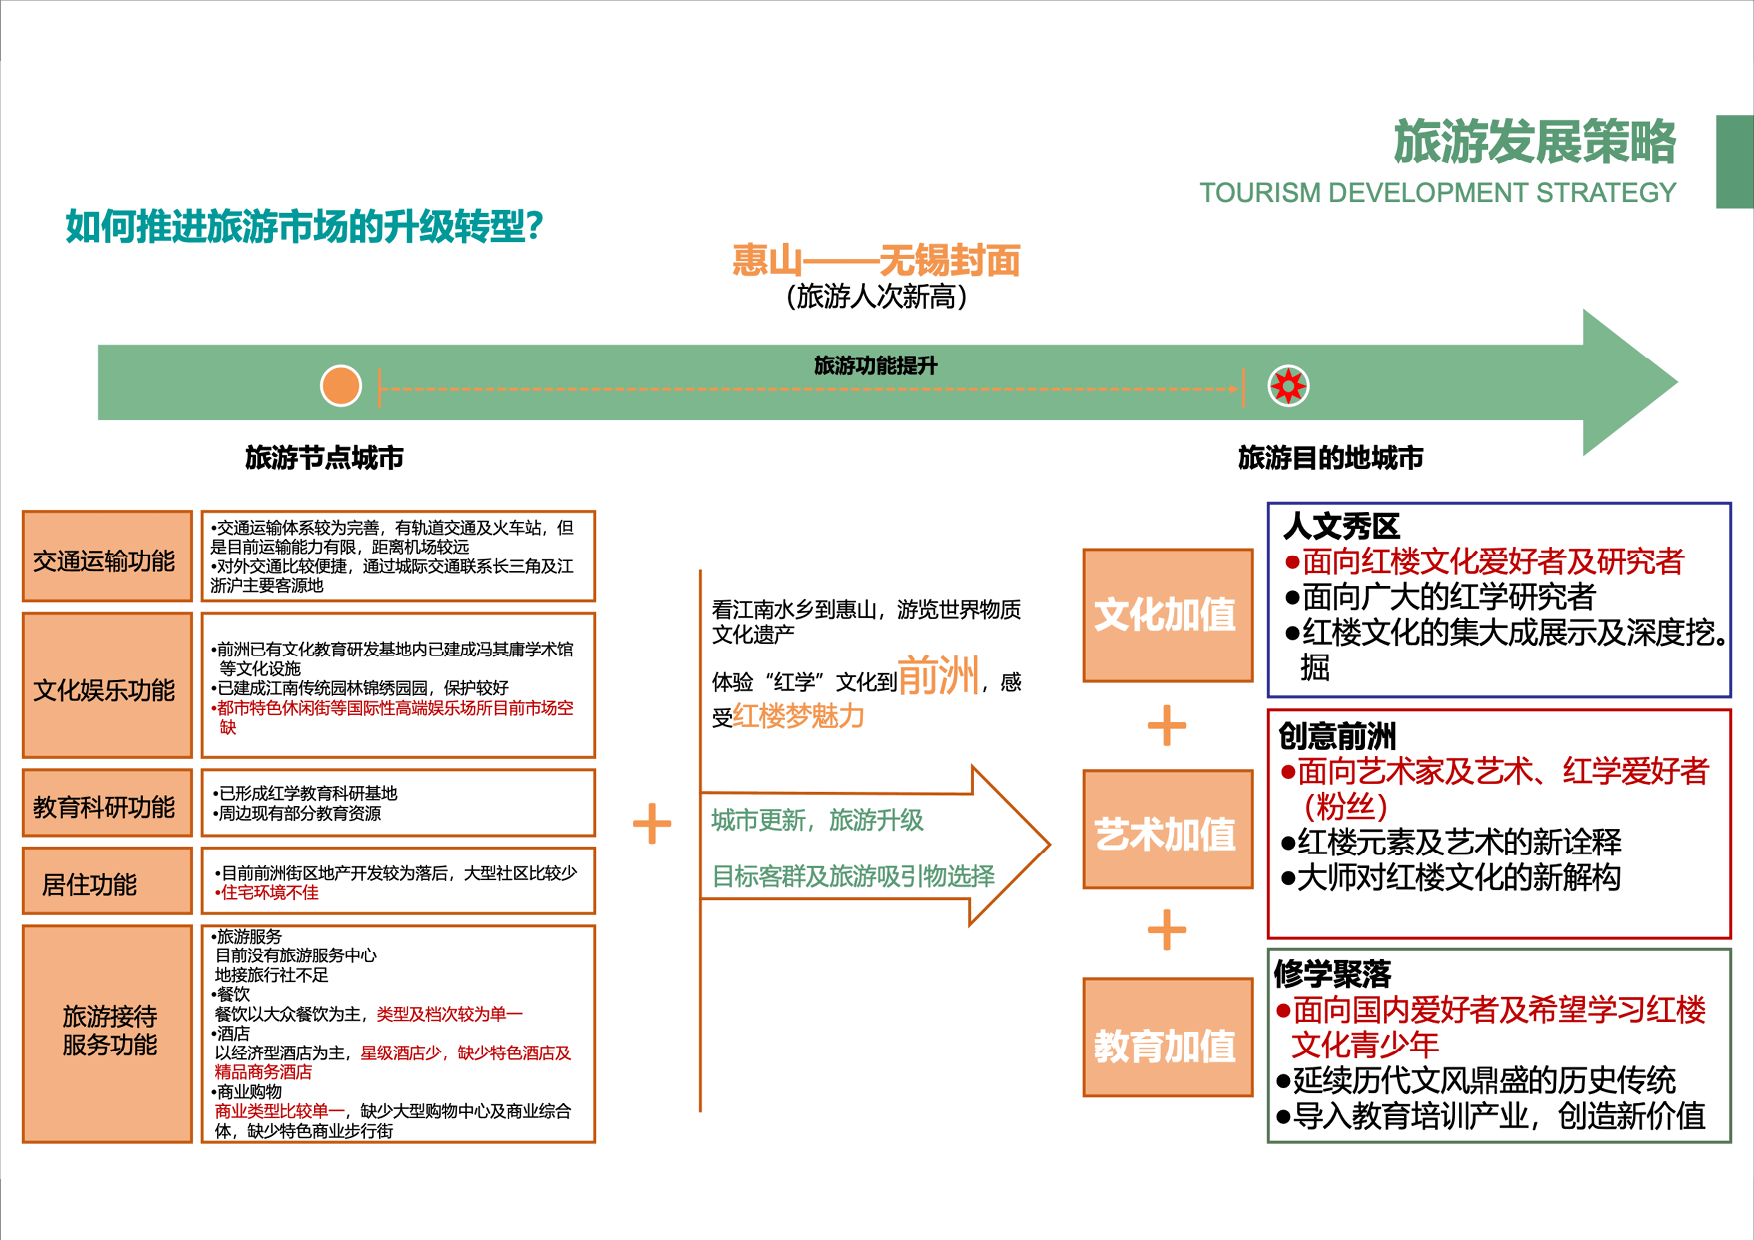 旅游发展策略
TOURISM DEVELOPMENT STRATEGY
如何推进旅游市场的升级转型?
惠山——无锡封面
（旅游人次新高）
旅游功能提升
旅游节点城市
旅游目的地城市
交通运输功能
•交通运输体系较为完善，有轨道交通及火车站，但
是目前运输能力有限，距离机场较远
•对外交通比较便捷，通过城际交通联系长三角及江
浙沪主要客源地
文化娱乐功能
•前洲已有文化教育研发基地内已建成冯其庸学术馆
等文化设施
•已建成江南传统园林锦绣园园，保护较好
•都市特色休闲街等国际性高端娱乐场所目前市场空
缺
教育科研功能
•已形成红学教育科研基地
•周边现有部分教育资源
居住功能
•目前前洲街区地产开发较为落后，大型社区比较少
•住宅环境不佳
旅游接待
服务功能
•旅游服务
目前没有旅游服务中心
地接旅行社不足
•餐饮
餐饮以大众餐饮为主，类型及档次较为单一
•酒店
以经济型酒店为主，星级酒店少，缺少特色酒店及
精品商务酒店
•商业购物
商业类型比较单一，缺少大型购物中心及商业综合
体，缺少特色商业步行街
看江南水乡到惠山，游览世界物质
文化遗产
体验“红学”文化到前洲，感
受红楼梦魅力
城市更新，旅游升级
目标客群及旅游吸引物选择
文化加值
艺术加值
教育加值
人文秀区
●面向红楼文化爱好者及研究者
●面向广大的红学研究者
●红楼文化的集大成展示及深度挖。
掘
创意前洲
●面向艺术家及艺术、红学爱好者
（粉丝）
●红楼元素及艺术的新诠释
●大师对红楼文化的新解构
修学聚落
●面向国内爱好者及希望学习红楼
文化青少年
●延续历代文风鼎盛的历史传统
●导入教育培训产业，创造新价值